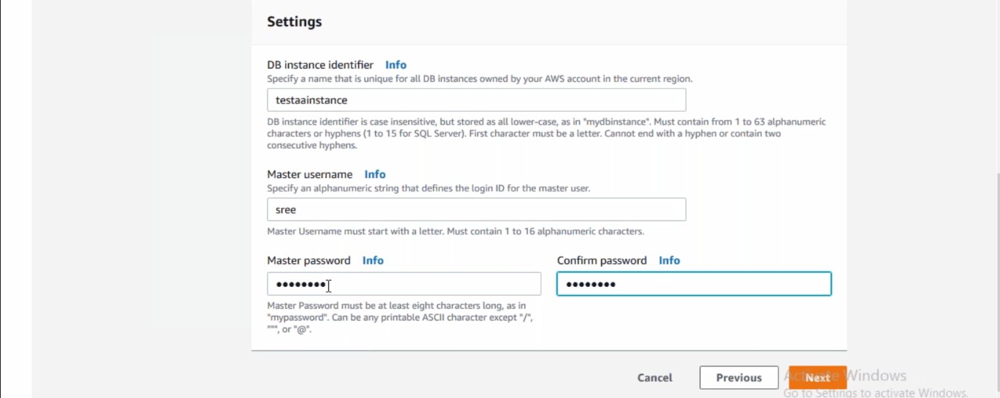 Settings
DB instance identifier Info
Specify a name that is unique for all DB instances owned by your AWS account in the current region.
testaainstance
DB instance identifier is case insensitive, but stored as all lower-case, as in "mydbinstance". Must contain from 1 to 63 alphanumeric
characters or hyphens (1 to 15 for SQL Server). First character must be a letter. Cannot end with a hyphen or contain two
consecutive hyphens.
Master username Info
Specify an alphanumeric string that defines the login ID for the master user.
sree
Master Username must start with a letter. Must contain 1 to 16 alphanumeric characters.
Master password Info Confirm password Info
•••••••• ••••••••
Master Password must be at least eight characters long, as in
"mypassword". Can be any printable ASCII character except "/",
""", or "@".
Cancel Previous Next
Activate Windows
Go to Settings to activate Windows.